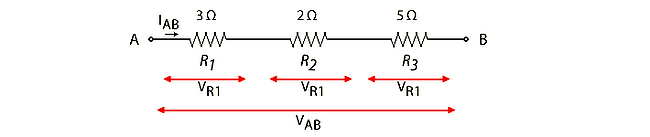 3 Ω 2 Ω 5 Ω
I_AB
A B
R1 R2 R3
V_R1 V_R1 V_R1
V_AB